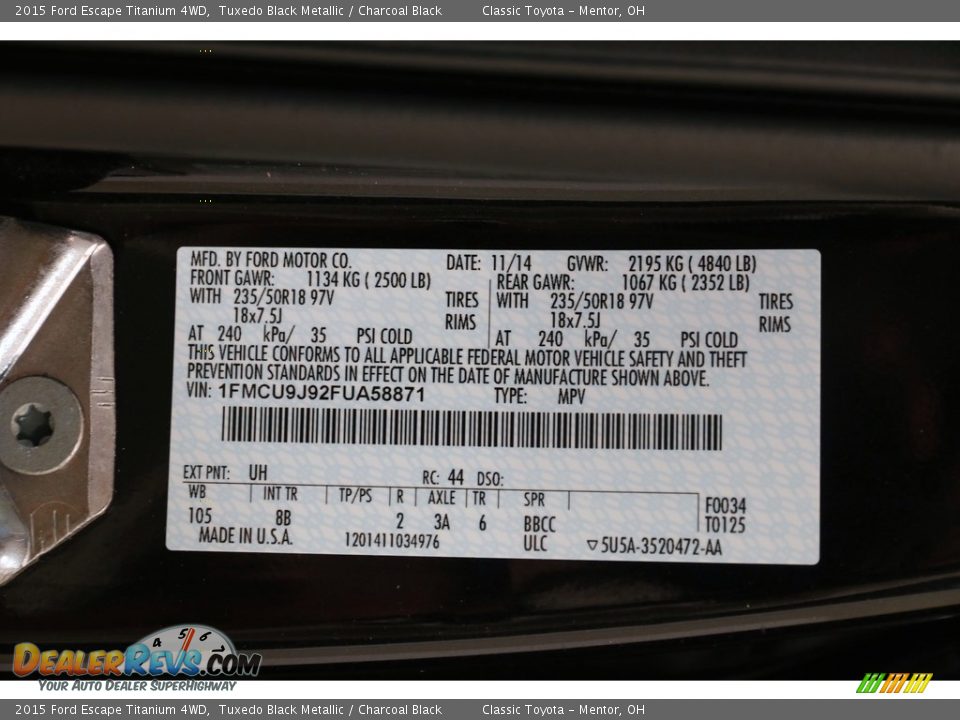 2015 Ford Escape Titanium 4WD, Tuxedo Black Metallic / Charcoal Black Classic Toyota – Mentor, OH
MFD. BY FORD MOTOR CO. DATE: 11/14 GVWR: 2195 KG ( 4840 LB)
FRONT GAWR: 1134 KG ( 2500 LB) REAR GAWR: 1067 KG ( 2352 LB)
WITH 235/50R18 97V TIRES WITH 235/50R18 97V TIRES
18x7.5J RIMS 18x7.5J RIMS
AT 240 kPa/ 35 PSI COLD AT 240 kPa/ 35 PSI COLD
THIS VEHICLE CONFORMS TO ALL APPLICABLE FEDERAL MOTOR VEHICLE SAFETY AND THEFT
PREVENTION STANDARDS IN EFFECT ON THE DATE OF MANUFACTURE SHOWN ABOVE.
VIN: 1FMCU9J92FUA58871 TYPE: MPV
EXT PNT: UH RC: 44 DSO:
WB INT TR TP/PS R AXLE TR SPR F0034
105 8B 2 3A 6 BBCC T0125
MADE IN U.S.A. 1201411034976 ULC ▽5U5A-3520472-AA
4 5 6
DEALERREVS.COM
YOUR AUTO DEALER SUPERHIGHWAY
2015 Ford Escape Titanium 4WD, Tuxedo Black Metallic / Charcoal Black Classic Toyota – Mentor, OH